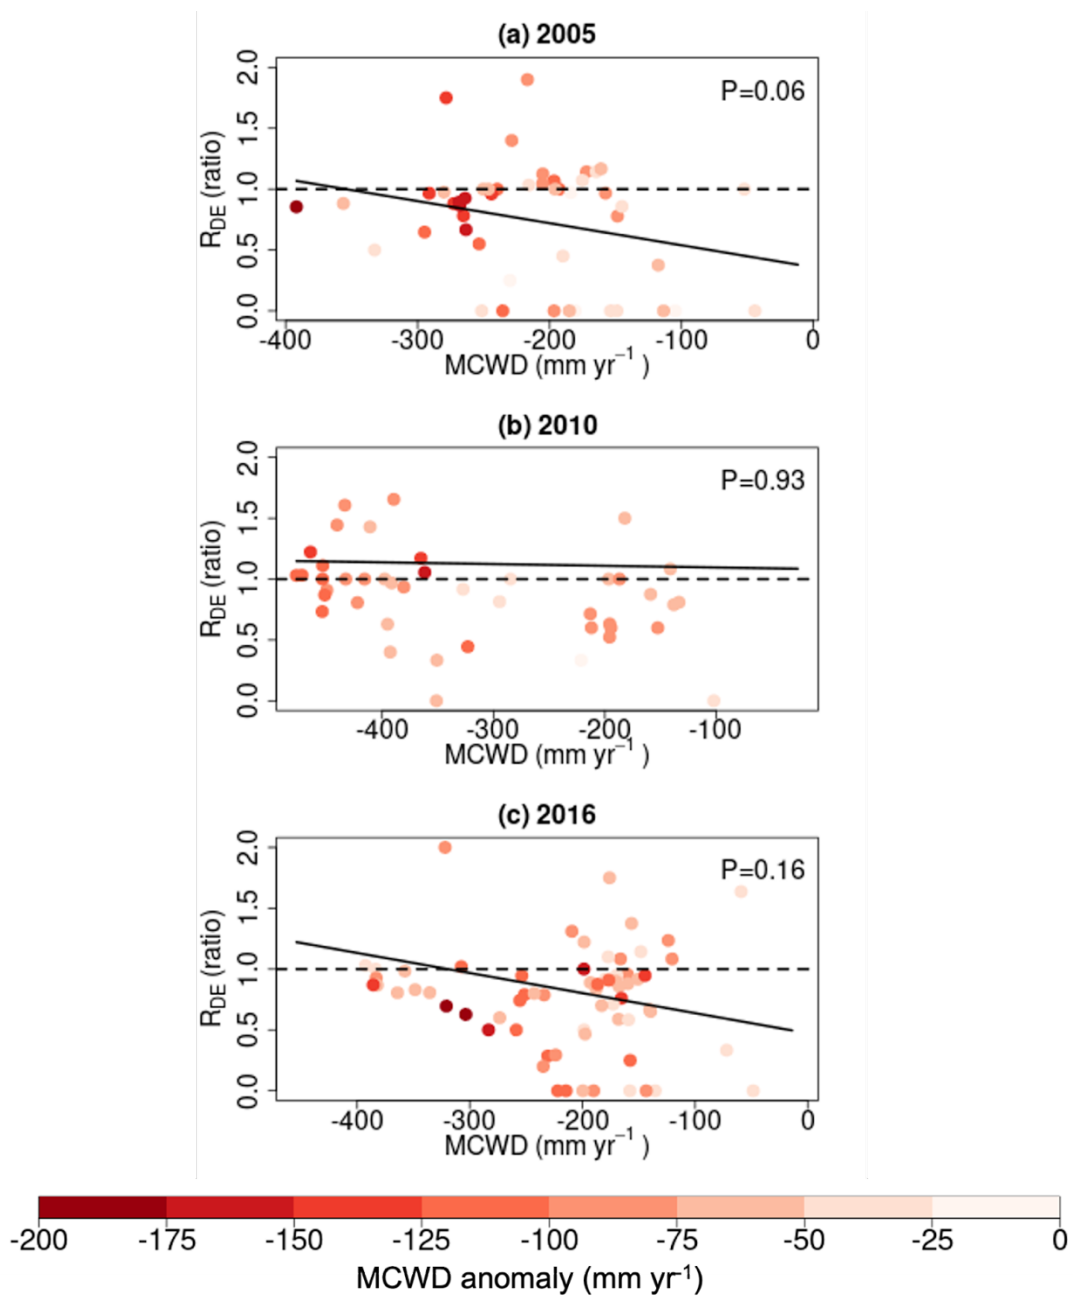 (a) 2005
P=0.06
2.0
1.5
1.0
0.5
0.0
R_DE (ratio)
-400 -300 -200 -100 0
MCWD (mm yr⁻¹ )
(b) 2010
P=0.93
2.0
1.5
1.0
0.5
0.0
R_DE (ratio)
-400 -300 -200 -100
MCWD (mm yr⁻¹ )
(c) 2016
P=0.16
2.0
1.5
1.0
0.5
0.0
R_DE (ratio)
-400 -300 -200 -100 0
MCWD (mm yr⁻¹ )
-200 -175 -150 -125 -100 -75 -50 -25 0
MCWD anomaly (mm yr⁻¹)